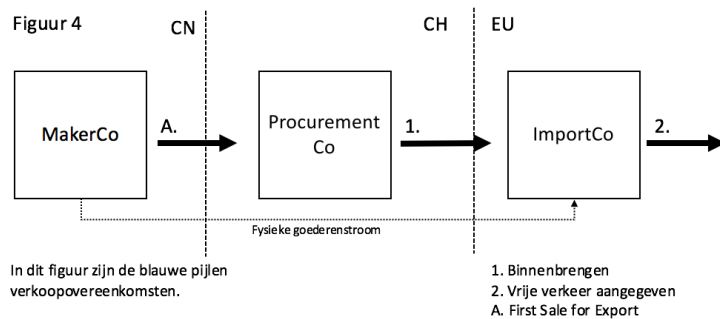 Figuur 4
CN
CH
EU
MakerCo
A.
Procurement
Co
1.
ImportCo
2.
Fysieke goederenstroom
In dit figuur zijn de blauwe pijlen
verkoopovereenkomsten.
1. Binnenbrengen
2. Vrije verkeer aangegeven
A. First Sale for Export